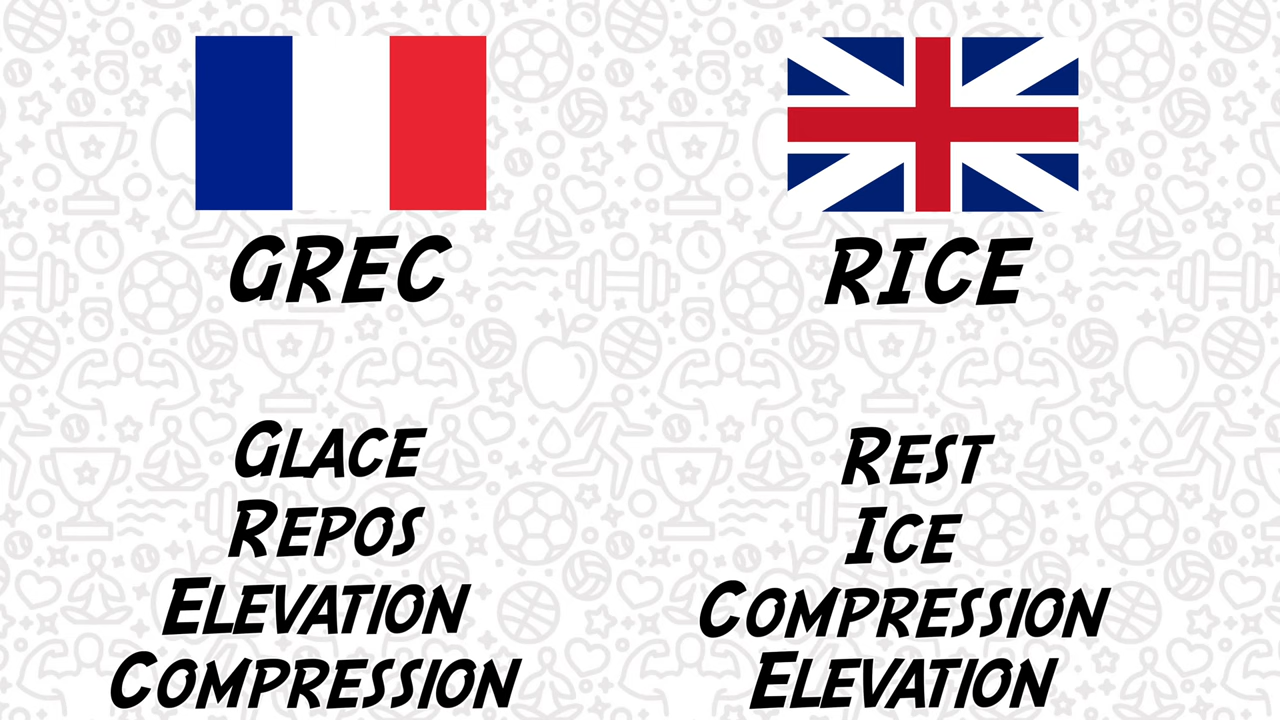 GREC
Glace
Repos
Elevation
Compression
RICE
Rest
Ice
Compression
Elevation